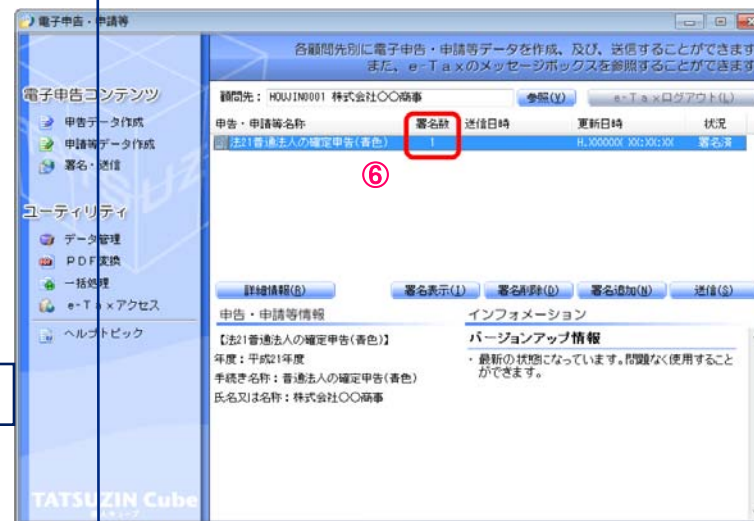 電子申告・申請等
各顧問先別に電子申告・申請等データを作成、及び、送信することができます
また、e-Taxのメッセージボックスを参照することができます
電子申告コンテンツ
申告データ作成
申請等データ作成
署名・送信
ユーティリティ
データ管理
PDF変換
一括処理
e-Taxアクセス
ヘルプトピック
顧問先： HOUJIN0001 株式会社〇〇商事
参照(Y)
e-Taxログアウト(L)
申告・申請等名称 署名数 送信日時 更新日時 状況
法21普通法人の確定申告(青色) 1 H.XXXXXX XX:XX:XX 署名済
⑥
詳細情報(R) 署名表示(I) 署名削除(D) 署名追加(N) 送信(S)
申告・申請等情報
【法21普通法人の確定申告(青色)】
年度：平成21年度
手続き名称：普通法人の確定申告(青色)
氏名又は名称：株式会社〇〇商事
インフォメーション
バージョンアップ情報
・最新の状態になっています。問題なく使用すること
ができます。
TATSUZIN Cube